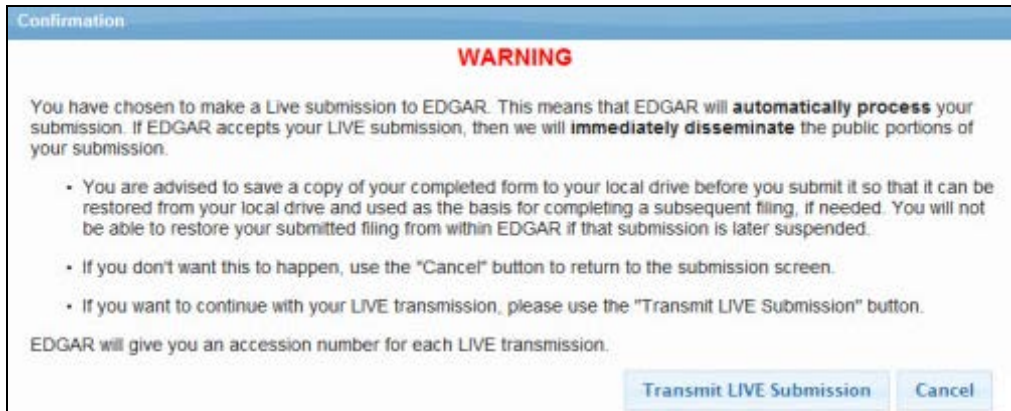 Confirmation
WARNING
You have chosen to make a Live submission to EDGAR. This means that EDGAR will automatically process your
submission. If EDGAR accepts your LIVE submission, then we will immediately disseminate the public portions of
your submission.
• You are advised to save a copy of your completed form to your local drive before you submit it so that it can be
restored from your local drive and used as the basis for completing a subsequent filing, if needed. You will not
be able to restore your submitted filing from within EDGAR if that submission is later suspended.
• If you don't want this to happen, use the "Cancel" button to return to the submission screen.
• If you want to continue with your LIVE transmission, please use the "Transmit LIVE Submission" button.
EDGAR will give you an accession number for each LIVE transmission.
Transmit LIVE Submission Cancel